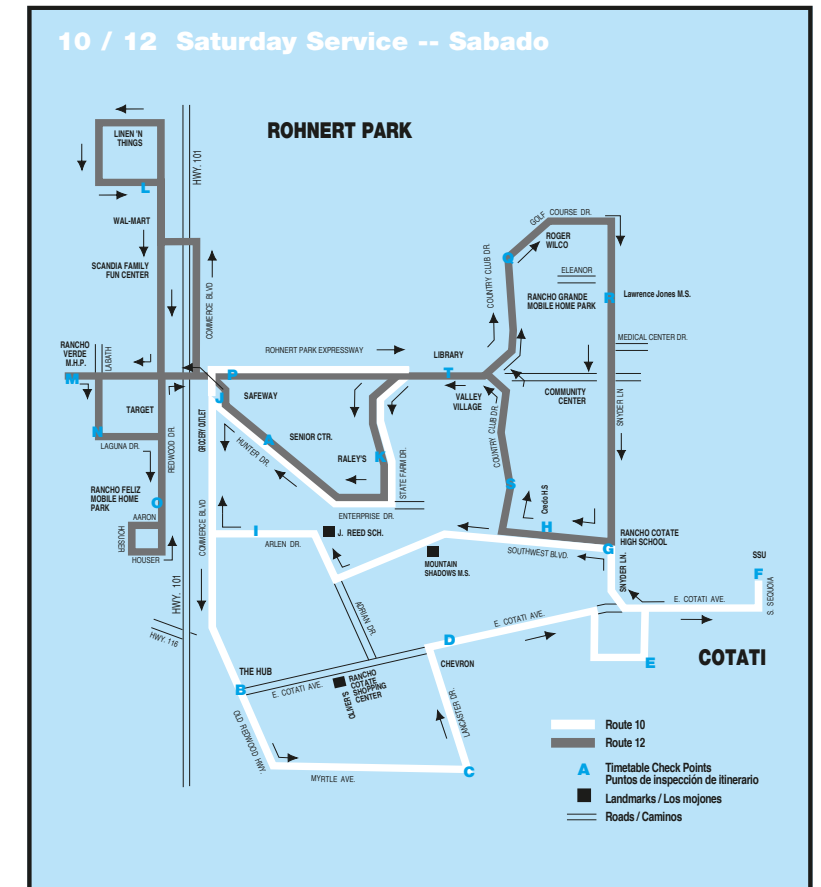 10 / 12 Saturday Service -- Sabado
ROHNERT PARK
LINEN 'N
THINGS
HWY. 101
L
WAL-MART
SCANDIA FAMILY
FUN CENTER
COMMERCE BLVD
GOLF COURSE DR.
ROGER
WILCO
Q
COUNTRY CLUB DR.
ELEANOR
RANCHO GRANDE
MOBILE HOME PARK
R
Lawrence Jones M.S.
MEDICAL CENTER DR.
RANCHO
VERDE
M.H.P.
LABATH
M
ROHNERT PARK EXPRESSWAY
LIBRARY
P
T
J
SAFEWAY
VALLEY
VILLAGE
COMMUNITY
CENTER
TARGET
GROCERY OUTLET
REDWOOD DR.
N
LAGUNA DR.
HUNTER DR.
A
SENIOR CTR.
RALEY'S
K
STATE FARM DR.
COUNTRY CLUB DR.
SNYDER LN
RANCHO FELIZ
MOBILE HOME
PARK
O
S
Credo H.S
AARON
HOUSER
HOUSER
ENTERPRISE DR.
COMMERCE BLVD
I
ARLEN DR.
J. REED SCH.
H
RANCHO COTATE
HIGH SCHOOL
G
SOUTHWEST BLVD.
MOUNTAIN
SHADOWS M.S.
SNYDER LN.
SSU
F
S. SEQUOIA
HWY. 101
HWY. 116
ADRIAN DR.
E. COTATI AVE.
E. COTATI AVE.
D
CHEVRON
E
COTATI
THE HUB
B
E. COTATI AVE.
OLIVER'S
RANCHO
COTATE
SHOPPING
CENTER
LANCASTER DR.
OLD REDWOOD HWY.
C
MYRTLE AVE.
Route 10
Route 12
A Timetable Check Points
Puntos de inspección de itinerario
Landmarks / Los mojones
Roads / Caminos